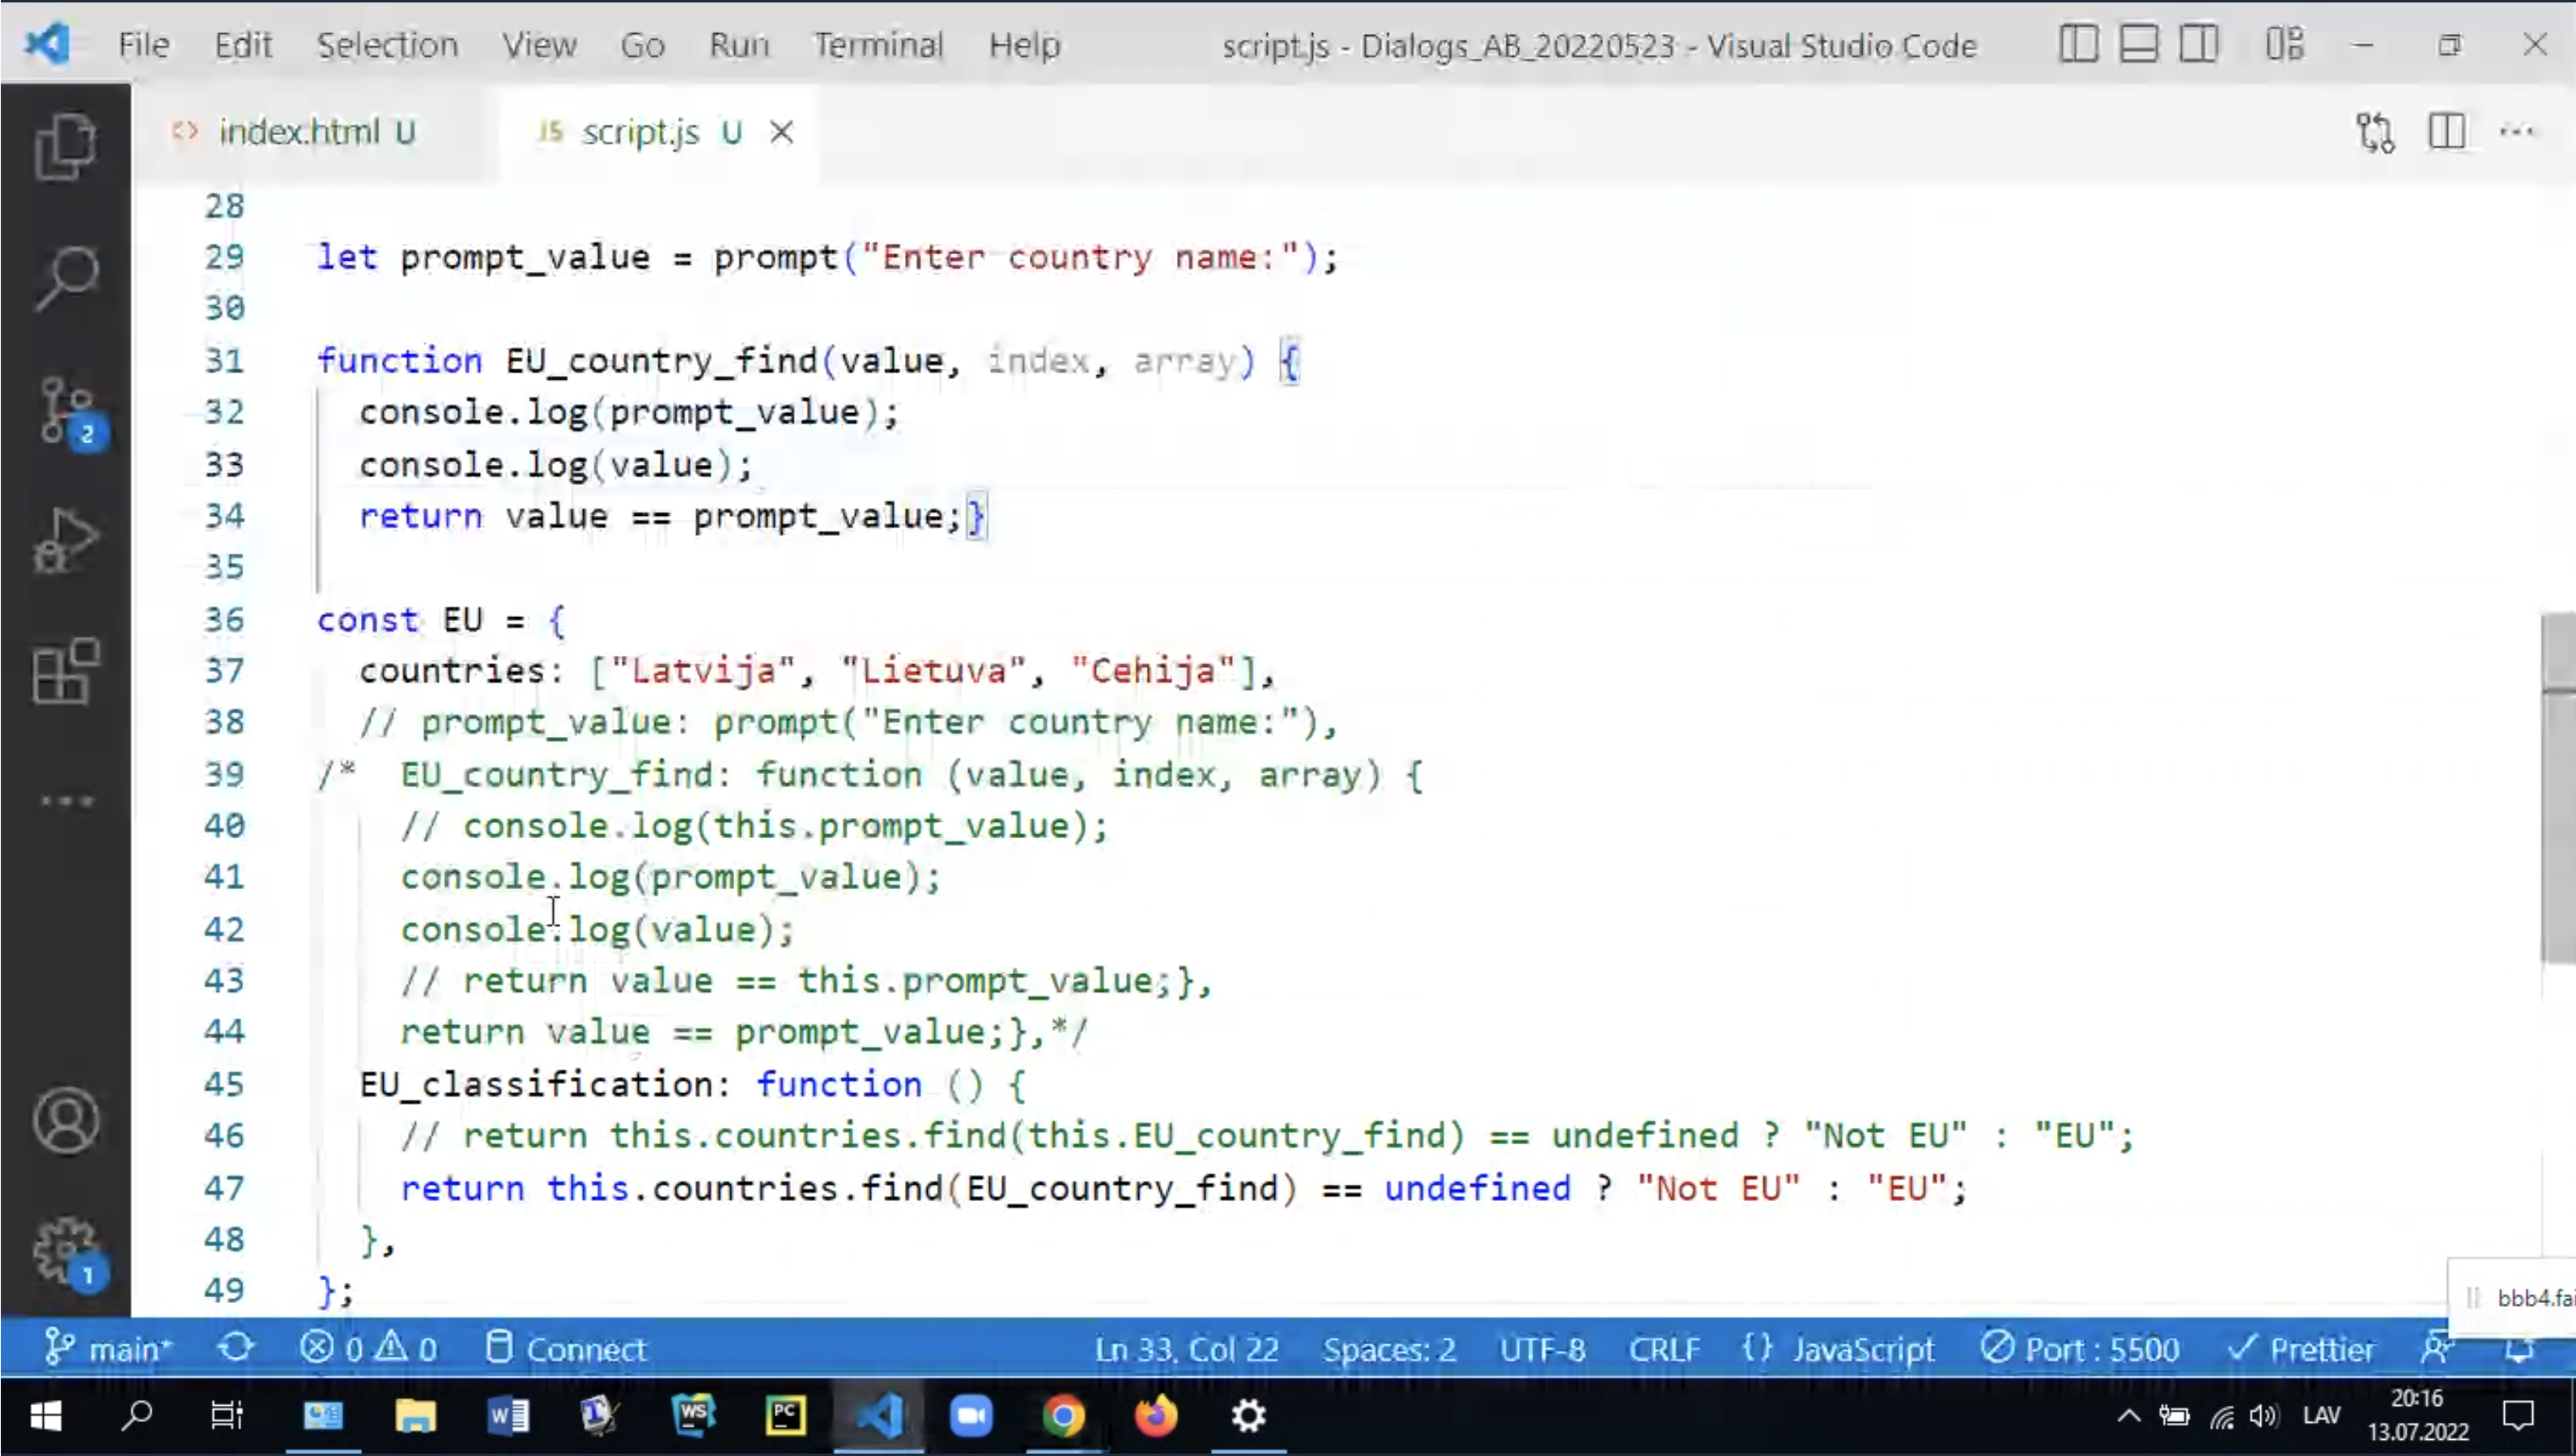 File Edit Selection View Go Run Terminal Help script.js - Dialogs_AB_20220523 - Visual Studio Code
index.html U JS script.js U
28
29 let prompt_value = prompt("Enter country name:");
30
31 function EU_country_find(value, index, array) {
32 console.log(prompt_value);
33 console.log(value);
34 return value == prompt_value;}
35
36 const EU = {
37 countries: ["Latvija", "Lietuva", "Cehija"],
38 // prompt_value: prompt("Enter country name:"),
39 /* EU_country_find: function (value, index, array) {
40 // console.log(this.prompt_value);
41 console.log(prompt_value);
42 console.log(value);
43 // return value == this.prompt_value;},
44 return value == prompt_value;},*/
45 EU_classification: function () {
46 // return this.countries.find(this.EU_country_find) == undefined ? "Not EU" : "EU";
47 return this.countries.find(EU_country_find) == undefined ? "Not EU" : "EU";
48 },
49 };
2
1
bbb4.fai
main* 0 0 Connect Ln 33, Col 22 Spaces: 2 UTF-8 CRLF {} JavaScript Port : 5500 Prettier
W WS PC LAV
20:16
13.07.2022